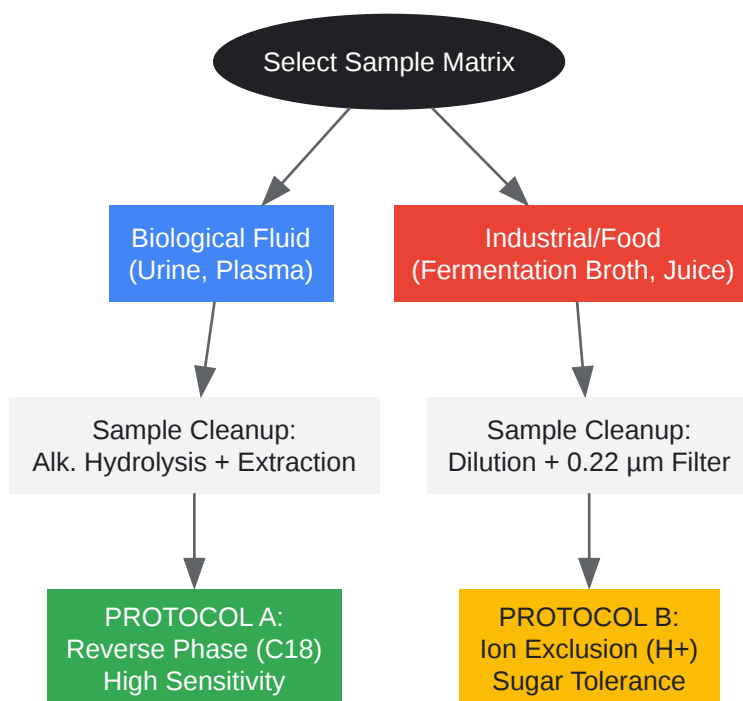 Select Sample Matrix
Biological Fluid
(Urine, Plasma)
Industrial/Food
(Fermentation Broth, Juice)
Sample Cleanup:
Alk. Hydrolysis + Extraction
Sample Cleanup:
Dilution + 0.22 µm Filter
PROTOCOL A:
Reverse Phase (C18)
High Sensitivity
PROTOCOL B:
Ion Exclusion (H+)
Sugar Tolerance